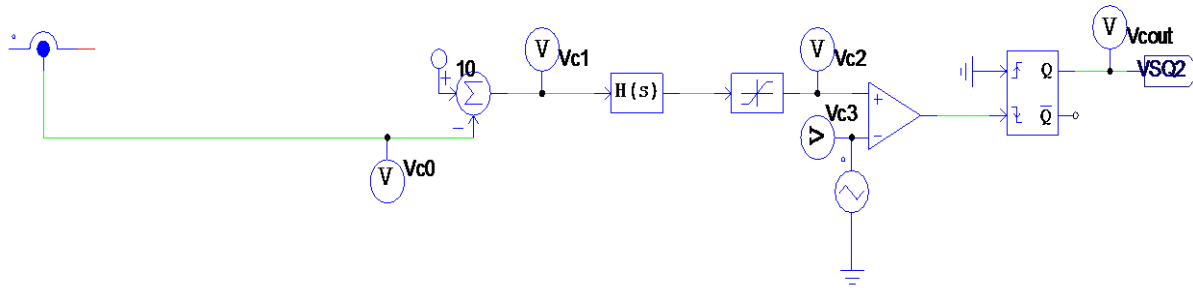 V Vcout
10 V Vc1 V Vc2 Q VSQ2
+ Σ H(s)
− + Vc3 Q̅
V −
V Vc0